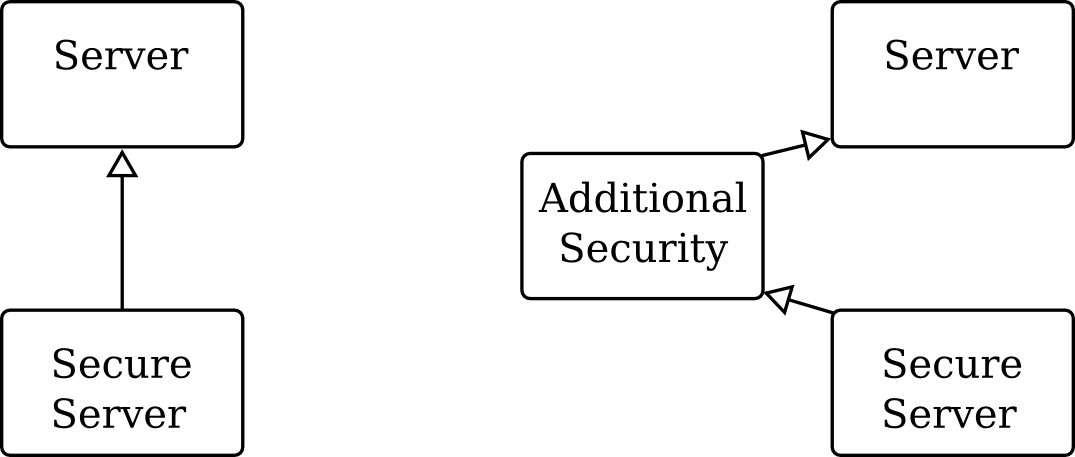 Server
Secure
Server
Server
Additional
Security
Secure
Server